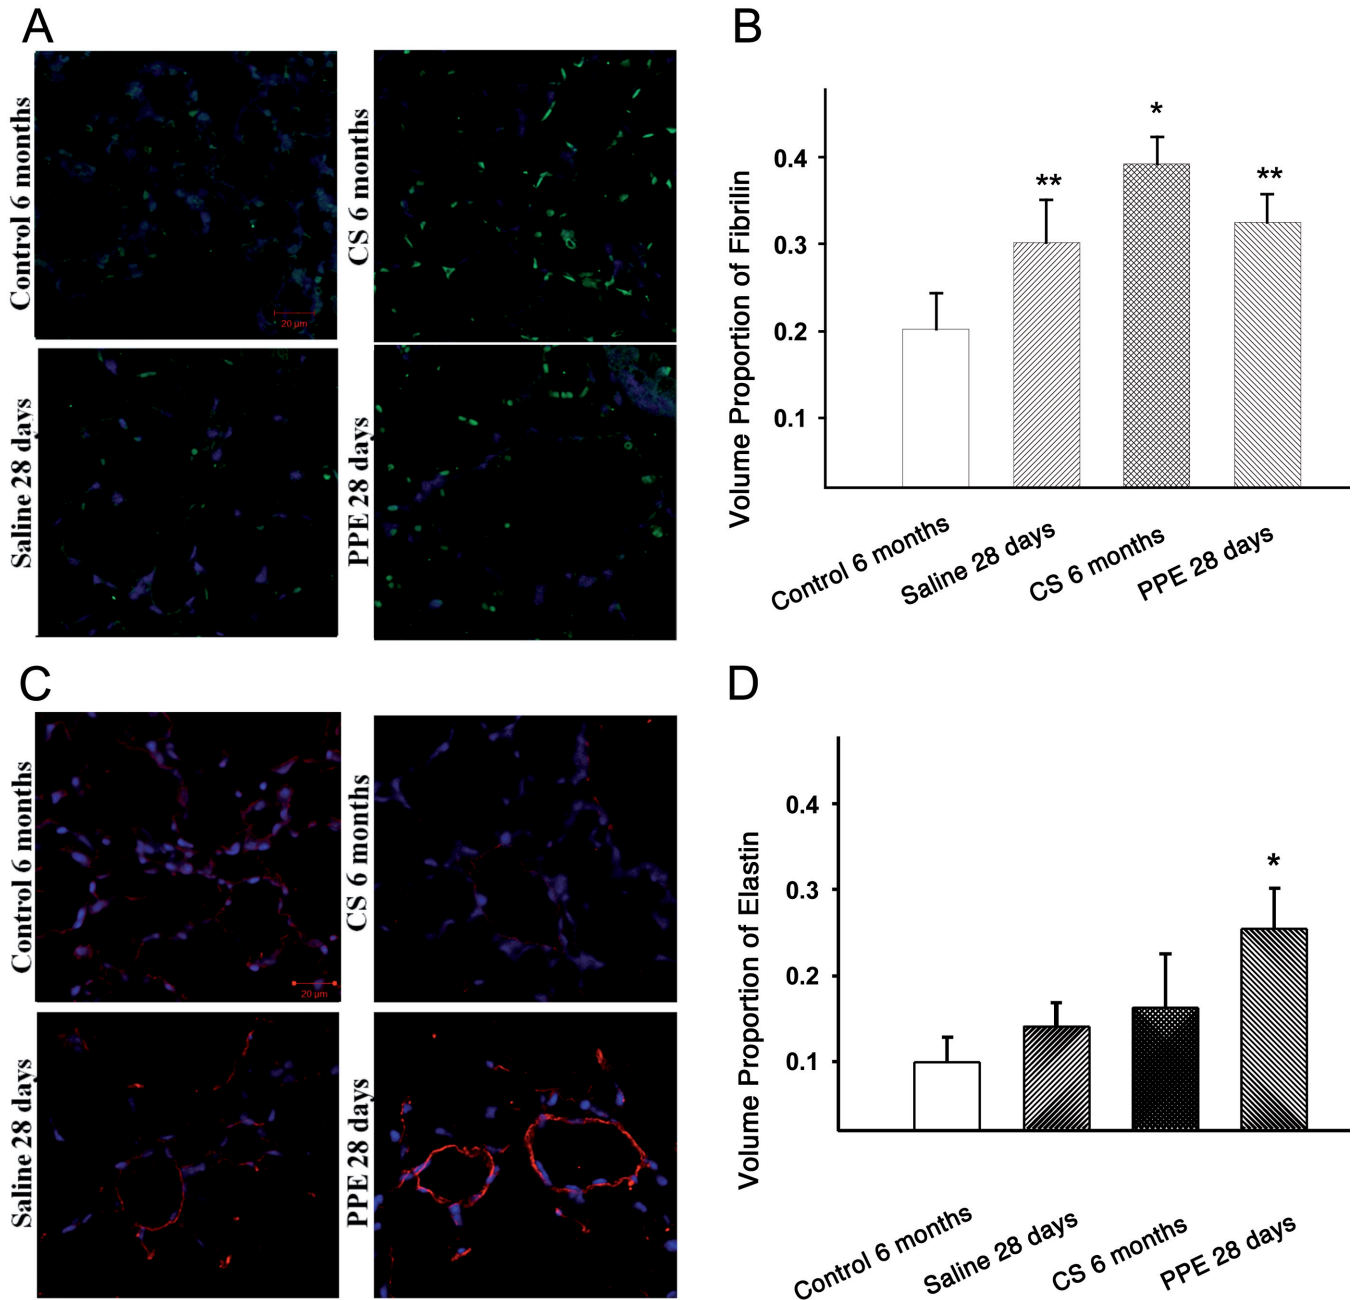 A
Control 6 months
CS 6 months
20 µm
Saline 28 days
PPE 28 days
B
Volume Proportion of Fibrilin
0.4
0.3
0.2
0.1
**
*
**
Control 6 months
Saline 28 days
CS 6 months
PPE 28 days
C
Control 6 months
CS 6 months
20 µm
Saline 28 days
PPE 28 days
D
Volume Proportion of Elastin
0.4
0.3
0.2
0.1
*
Control 6 months
Saline 28 days
CS 6 months
PPE 28 days